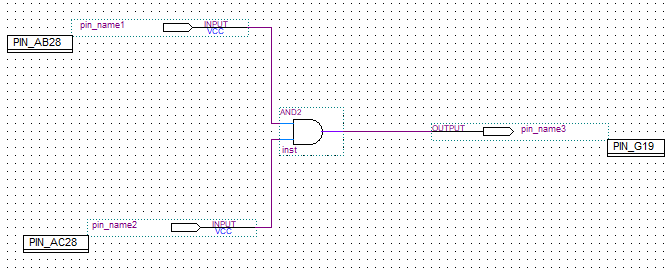 pin_name1
INPUT
VCC
PIN_AB28
AND2
OUTPUT
pin_name3
inst
PIN_G19
pin_name2
INPUT
VCC
PIN_AC28